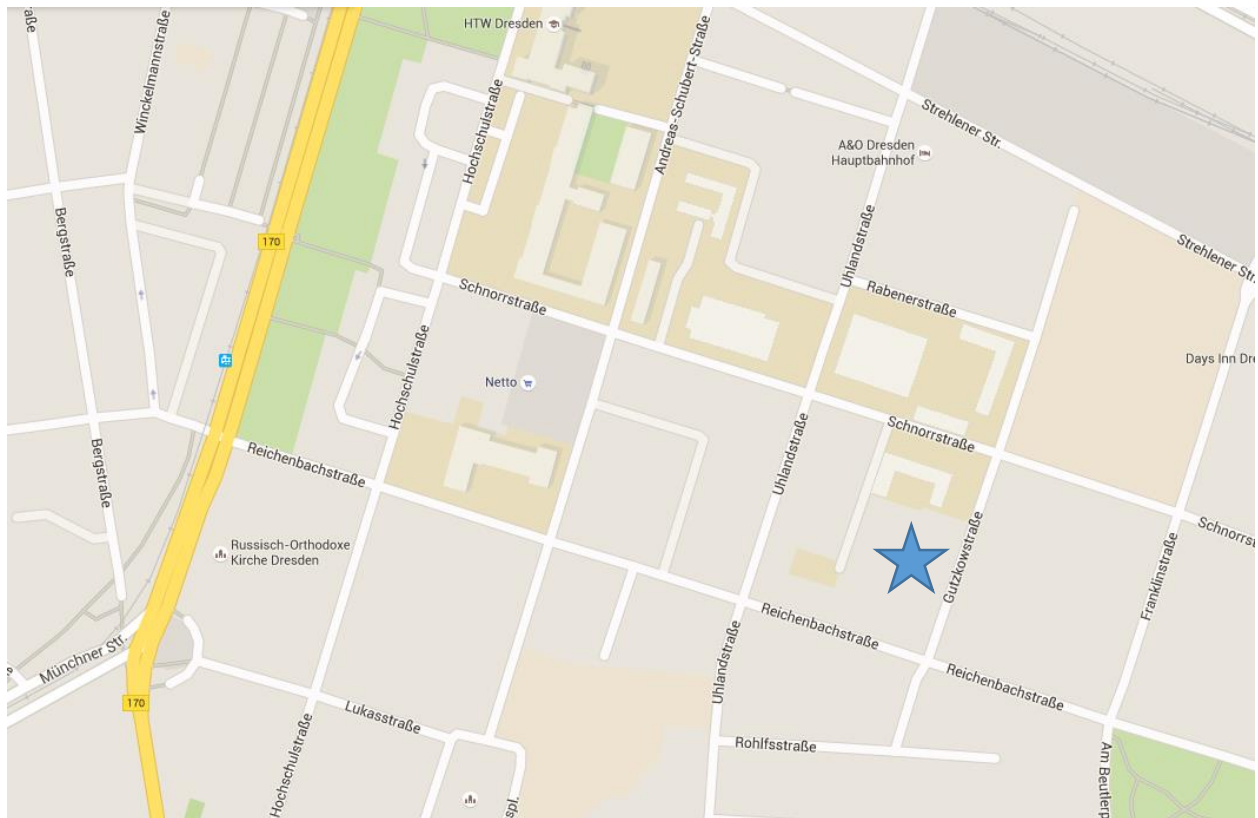 HTW Dresden
Winckelmannstraße
Hochschulstraße
Andreas-Schubert-Straße
Strehlener Str.
A&O Dresden
Hauptbahnhof
Bergstraße
170
Uhlandstraße
Strehlener Str.
Schnorrstraße
Rabenerstraße
Hochschulstraße
Netto
Days Inn Dre
Bergstraße
Reichenbachstraße
Uhlandstraße
Schnorrstraße
Schnorrst
Russisch-Orthodoxe
Kirche Dresden
Gutzkowstraße
Franklinstraße
Reichenbachstraße
Münchner Str.
Uhlandstraße
Reichenbachstraße
170
Lukasstraße
Hochschulstraße
Rohlfsstraße
Am Beutlerp
spl.